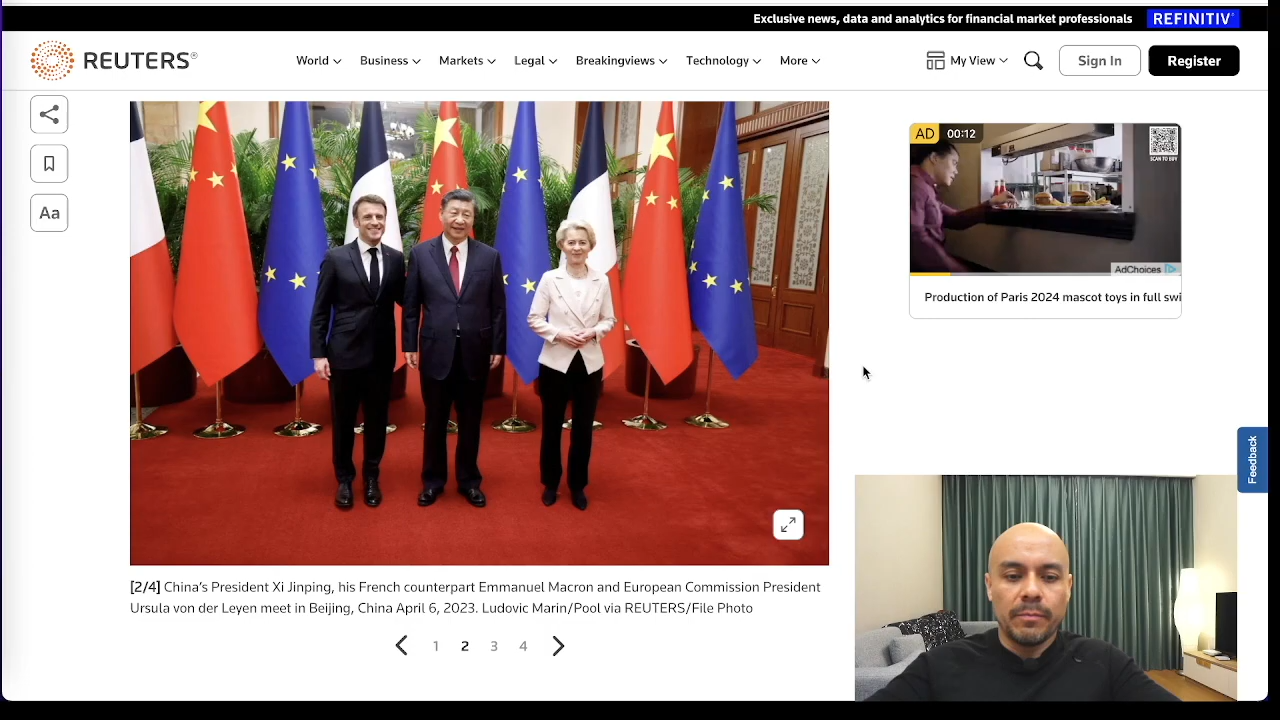 Exclusive news, data and analytics for financial market professionals REFINITIV
REUTERS®
World Business Markets Legal Breakingviews Technology More
My View
Sign In
Register
Aa
AD 00:12
SCAN TO BUY
AdChoices
Production of Paris 2024 mascot toys in full swi
Feedback
[2/4] China's President Xi Jinping, his French counterpart Emmanuel Macron and European Commission President
Ursula von der Leyen meet in Beijing, China April 6, 2023. Ludovic Marin/Pool via REUTERS/File Photo
1 2 3 4